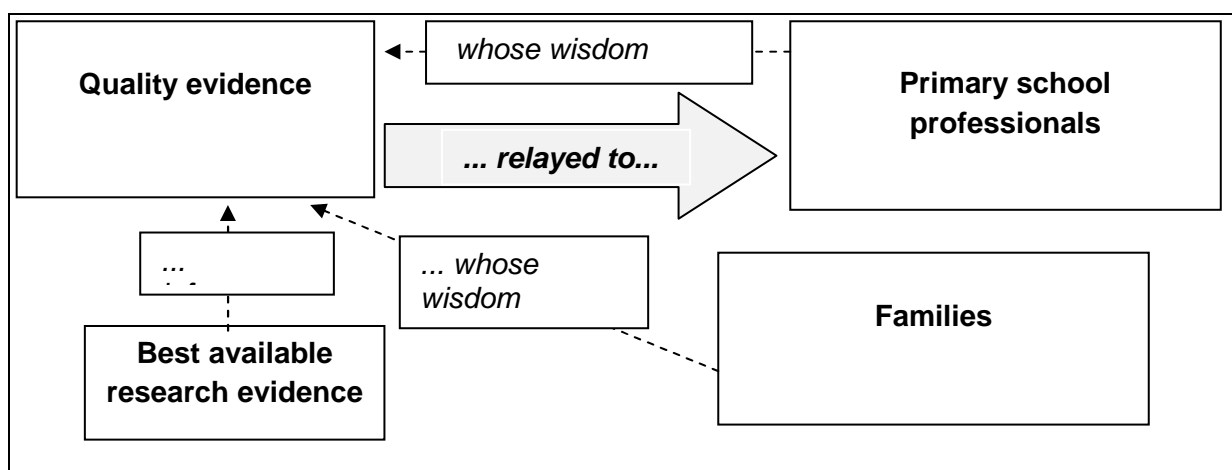 whose wisdom
Quality evidence
Primary school
professionals
... relayed to...
...
... whose
wisdom
Families
Best available
research evidence